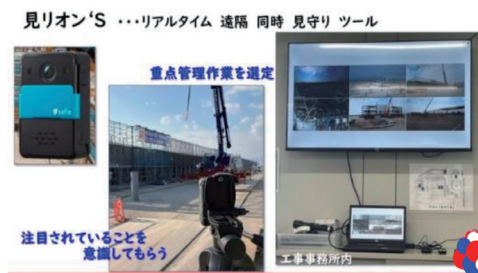 見リオン‘S ・・・リアルタイム 遠隔 同時 見守り ツール
重点管理作業を選定
注目されていることを
意識してもらう
工事事務所内